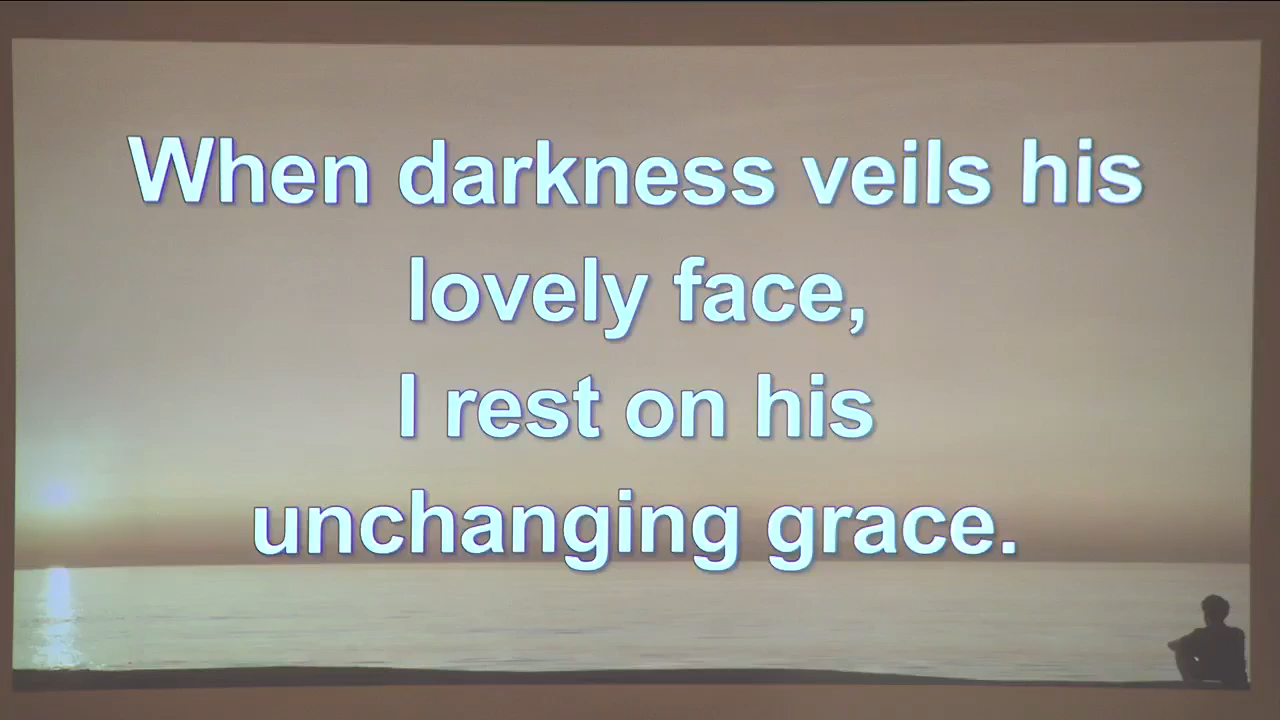 When darkness veils his
lovely face,
I rest on his
unchanging grace.